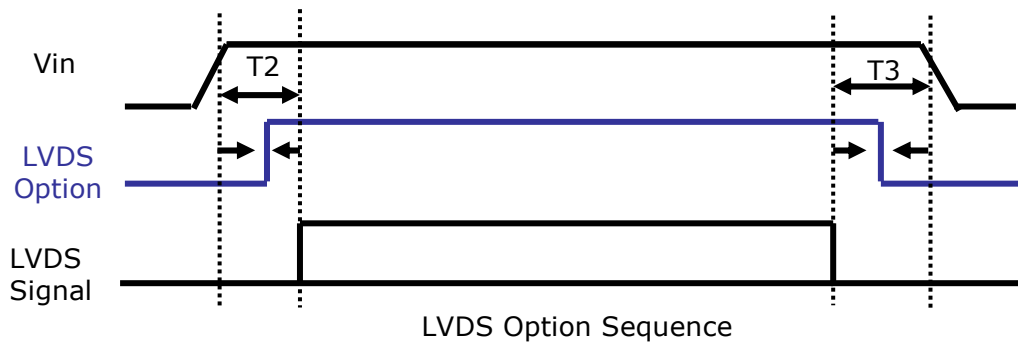 Vin
T2
T3
LVDS
Option
LVDS
Signal
LVDS Option Sequence